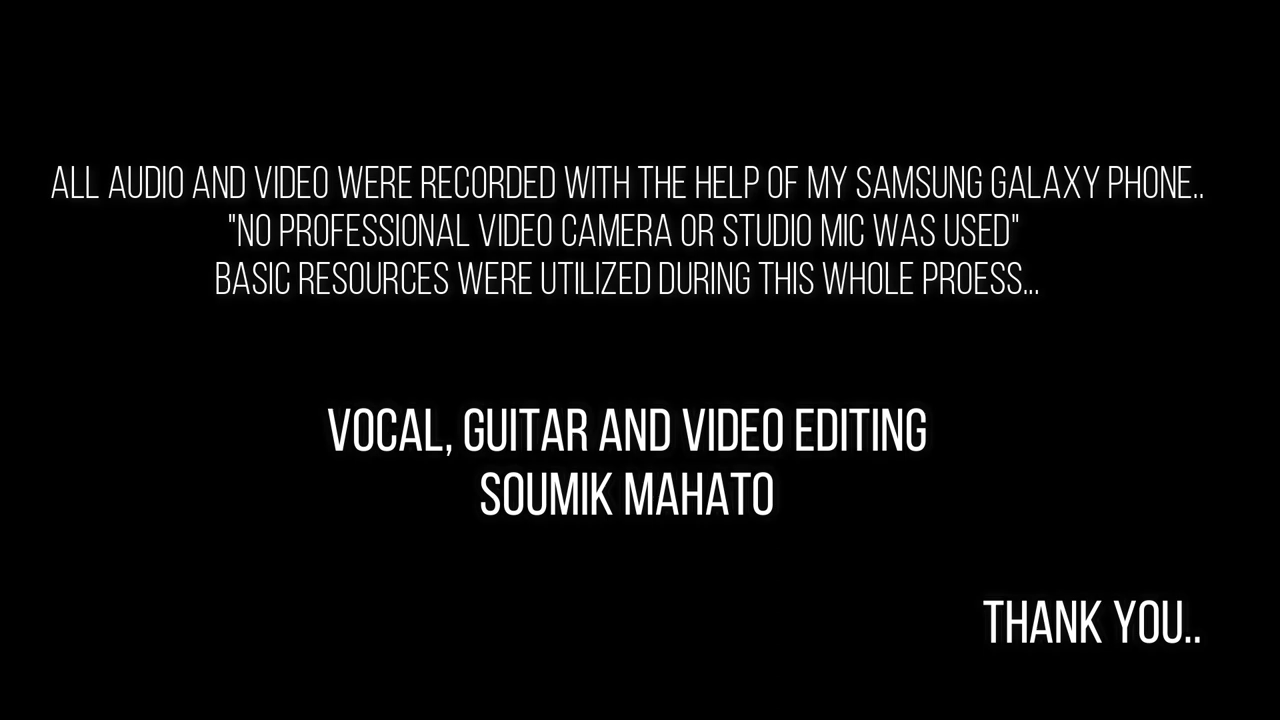 ALL AUDIO AND VIDEO WERE RECORDED WITH THE HELP OF MY SAMSUNG GALAXY PHONE..
"NO PROFESSIONAL VIDEO CAMERA OR STUDIO MIC WAS USED"
BASIC RESOURCES WERE UTILIZED DURING THIS WHOLE PROESS...
VOCAL, GUITAR AND VIDEO EDITING
SOUMIK MAHATO
THANK YOU..